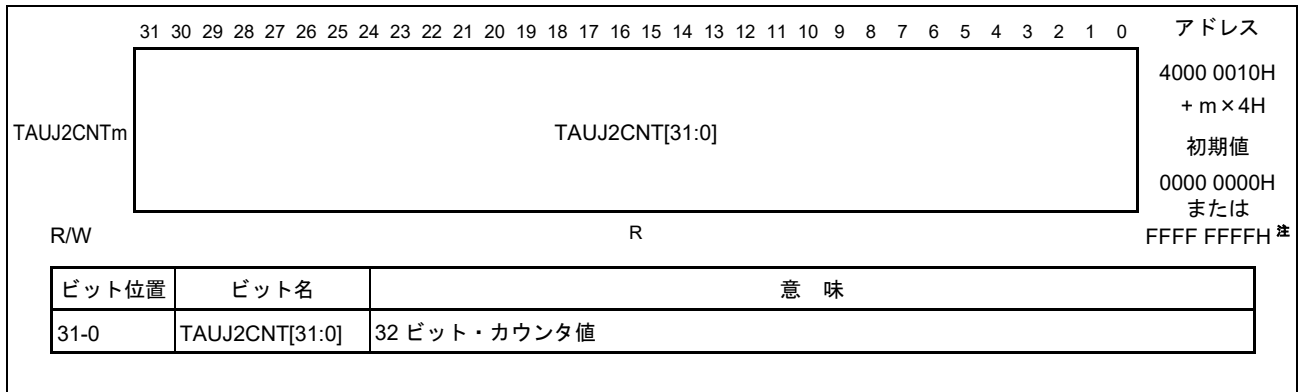 31 30 29 28 27 26 25 24 23 22 21 20 19 18 17 16 15 14 13 12 11 10 9 8 7 6 5 4 3 2 1 0
アドレス
TAUJ2CNTm
TAUJ2CNT[31:0]
4000 0010H
+ m×4H
初期値
0000 0000H
または
FFFF FFFFH 注
R/W
R
ビット位置 ビット名 意 味
31-0 TAUJ2CNT[31:0] 32 ビット・カウンタ値